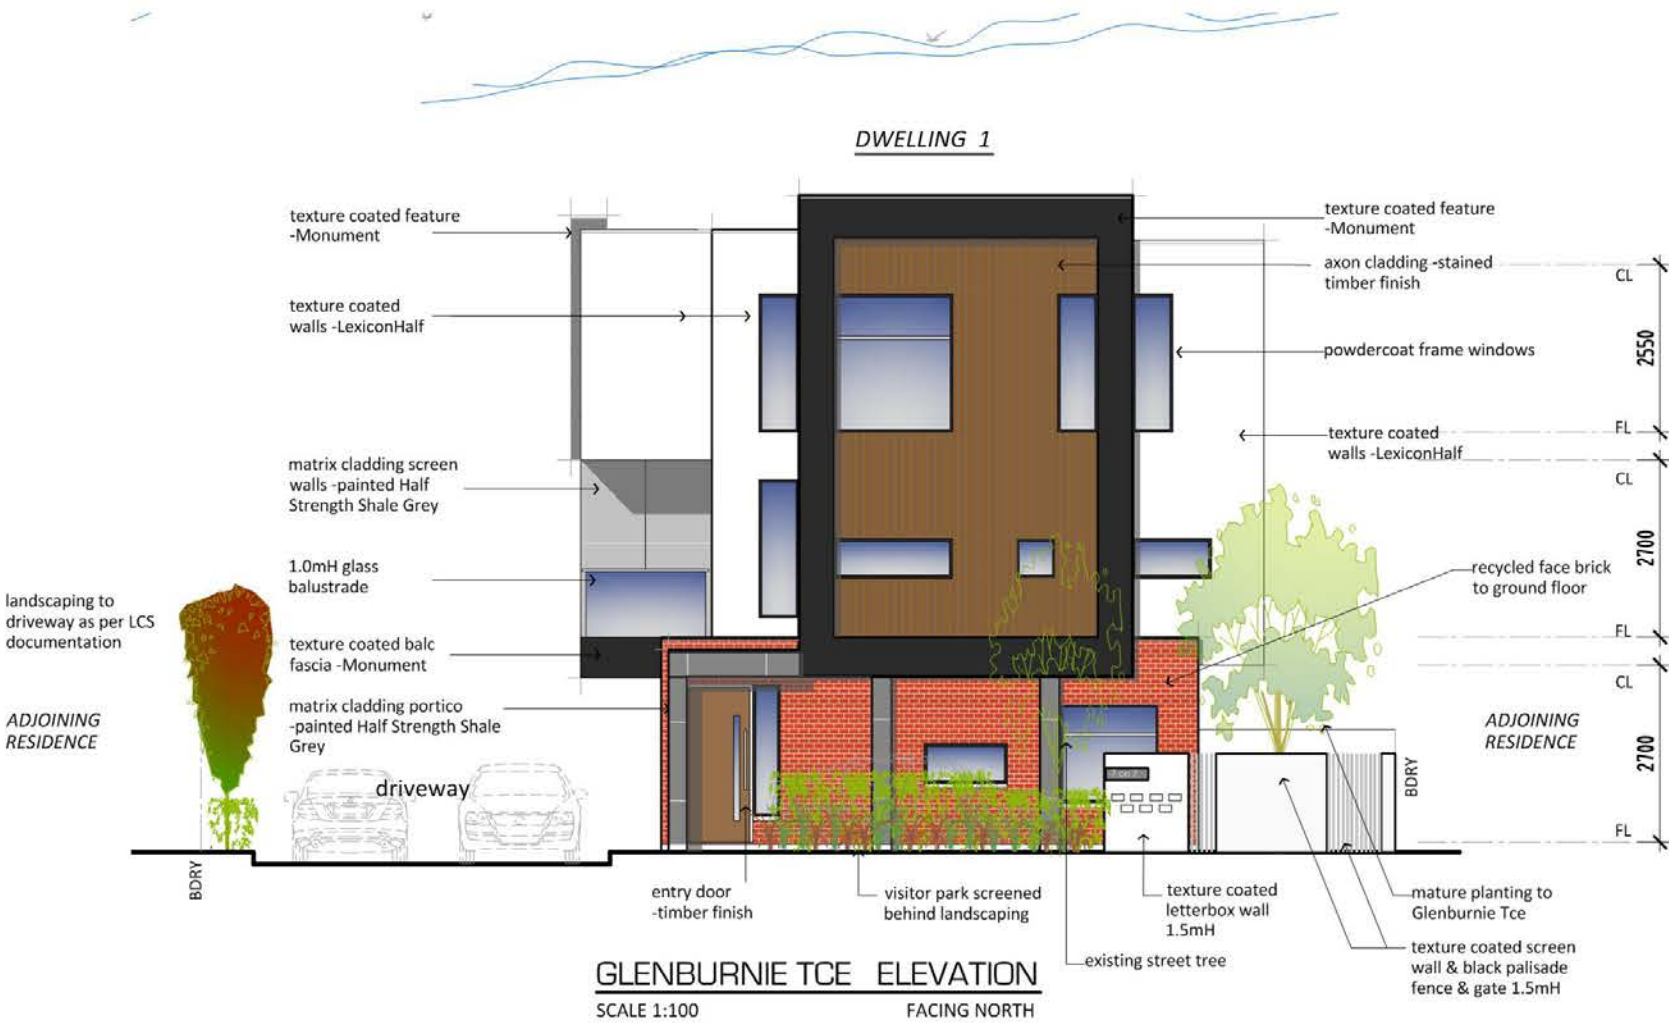 DWELLING 1
texture coated feature
-Monument
texture coated
walls -LexiconHalf
matrix cladding screen
walls -painted Half
Strength Shale Grey
1.0mH glass
balustrade
landscaping to
driveway as per LCS
documentation
texture coated balc
fascia -Monument
matrix cladding portico
-painted Half Strength Shale
Grey
ADJOINING
RESIDENCE
driveway
BDRY
texture coated feature
-Monument
axon cladding -stained
timber finish
powdercoat frame windows
texture coated
walls -LexiconHalf
recycled face brick
to ground floor
ADJOINING
RESIDENCE
BDRY
CL
2550
FL
CL
2700
FL
CL
2700
FL
entry door
-timber finish
visitor park screened
behind landscaping
existing street tree
texture coated
letterbox wall
1.5mH
mature planting to
Glenburnie Tce
texture coated screen
wall & black palisade
fence & gate 1.5mH
GLENBURNIE TCE ELEVATION
SCALE 1:100
FACING NORTH